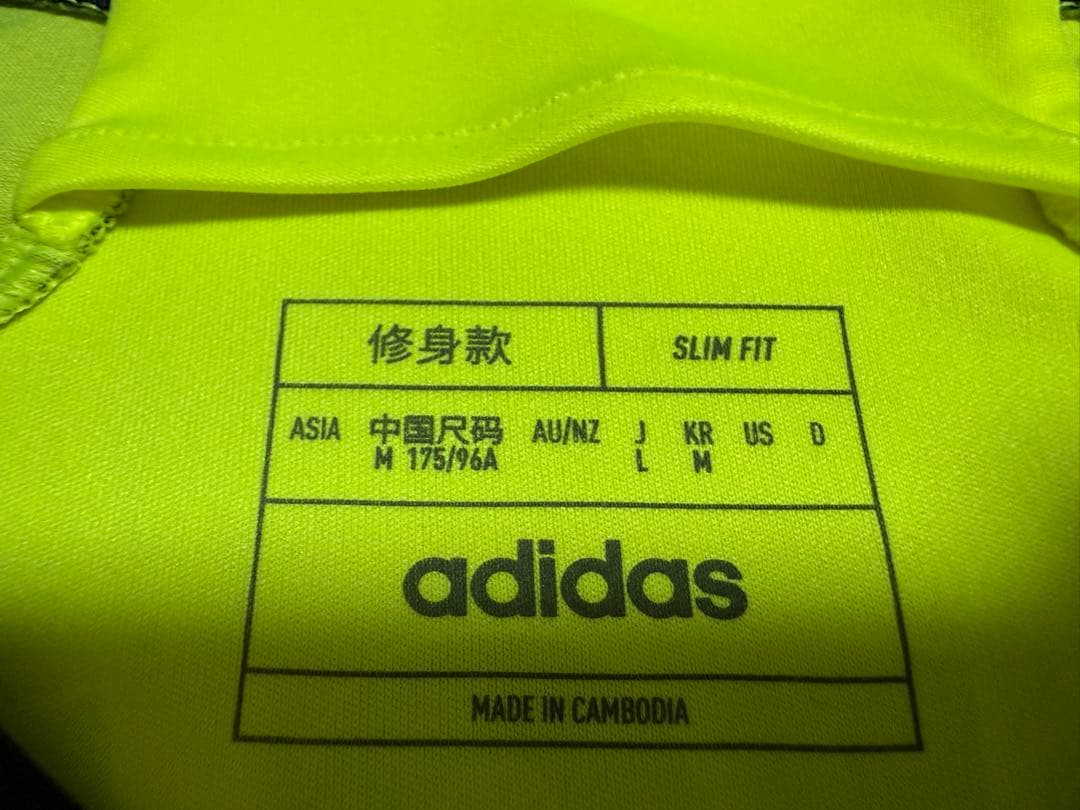 修身款 SLIM FIT
ASIA 中国尺码 AU/NZ J KR US D
M 175/96A L M
adidas
MADE IN CAMBODIA